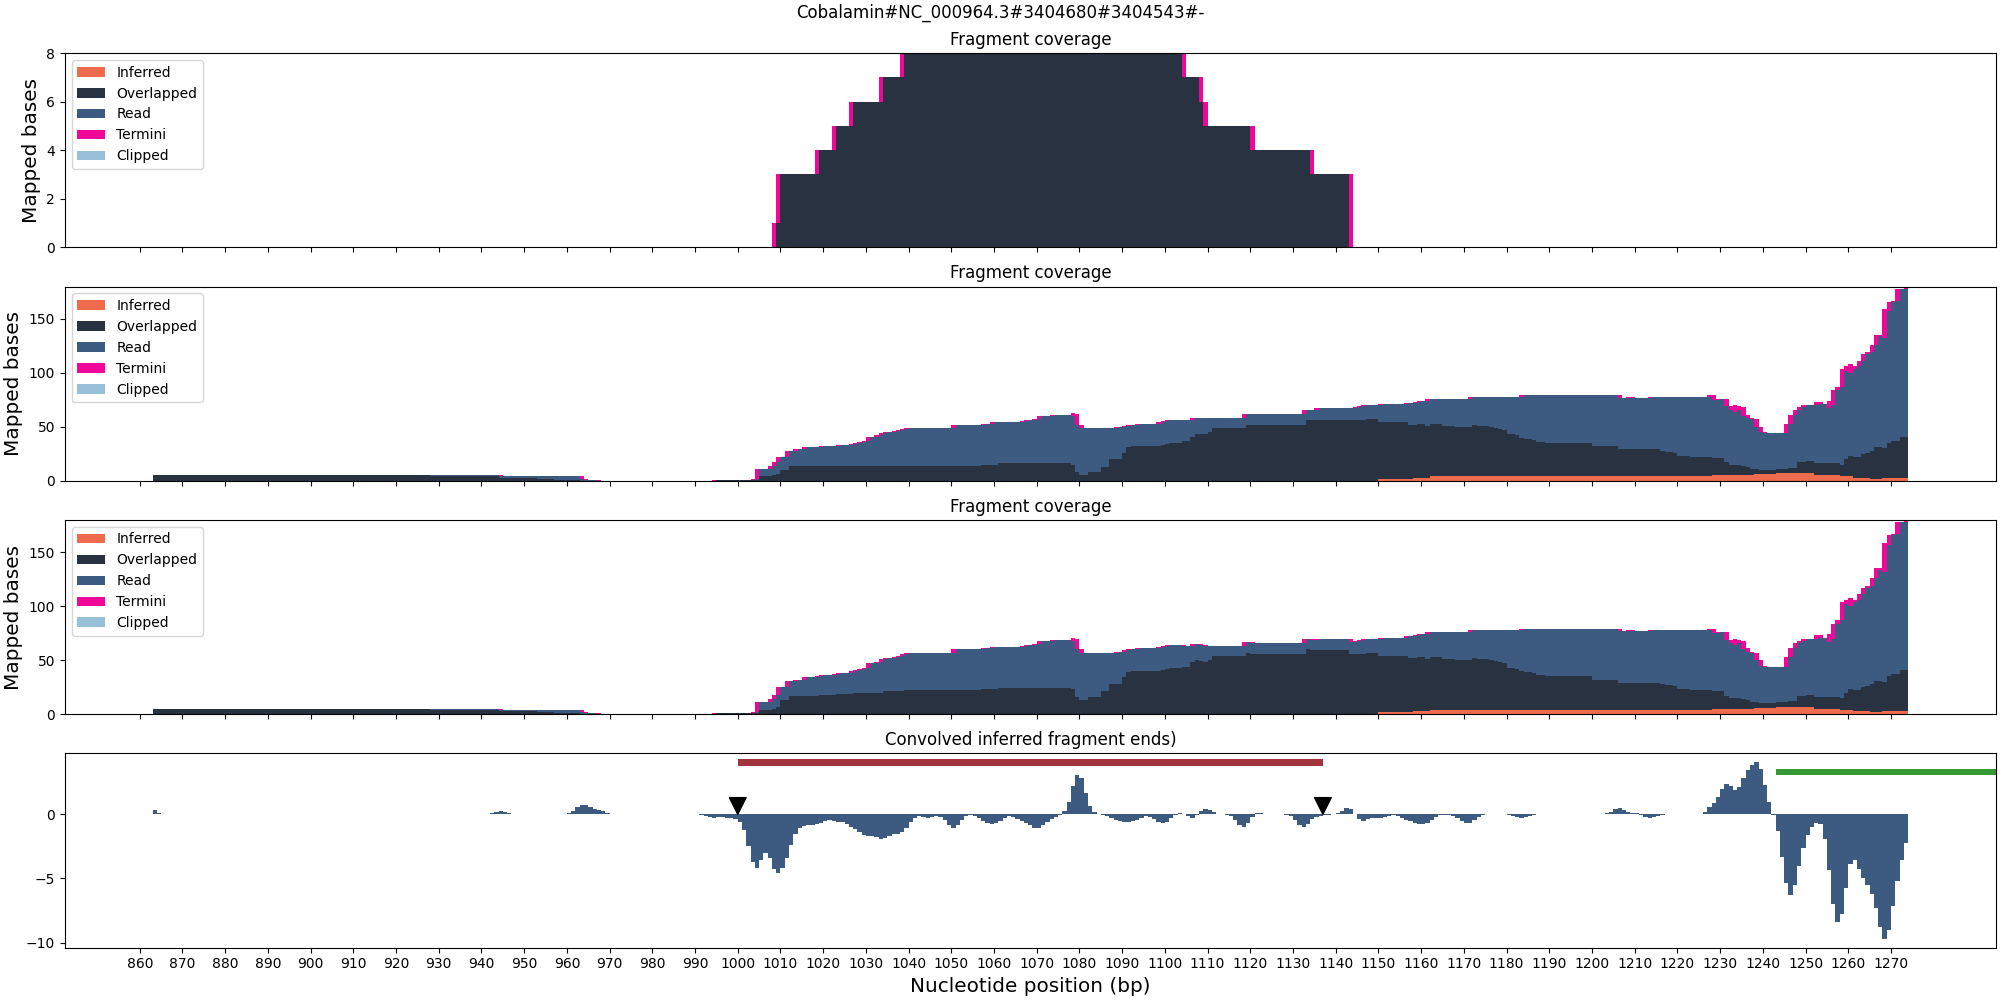 Cobalamin#NC_000964.3#3404680#3404543#-
Fragment coverage
Mapped bases
8
6
4
2
0
Inferred
Overlapped
Read
Termini
Clipped
Fragment coverage
Mapped bases
150
100
50
0
Inferred
Overlapped
Read
Termini
Clipped
Fragment coverage
Mapped bases
150
100
50
0
Inferred
Overlapped
Read
Termini
Clipped
Convolved inferred fragment ends)
0
−5
−10
860 870 880 890 900 910 920 930 940 950 960 970 980 990 1000 1010 1020 1030 1040 1050 1060 1070 1080 1090 1100 1110 1120 1130 1140 1150 1160 1170 1180 1190 1200 1210 1220 1230 1240 1250 1260 1270
Nucleotide position (bp)